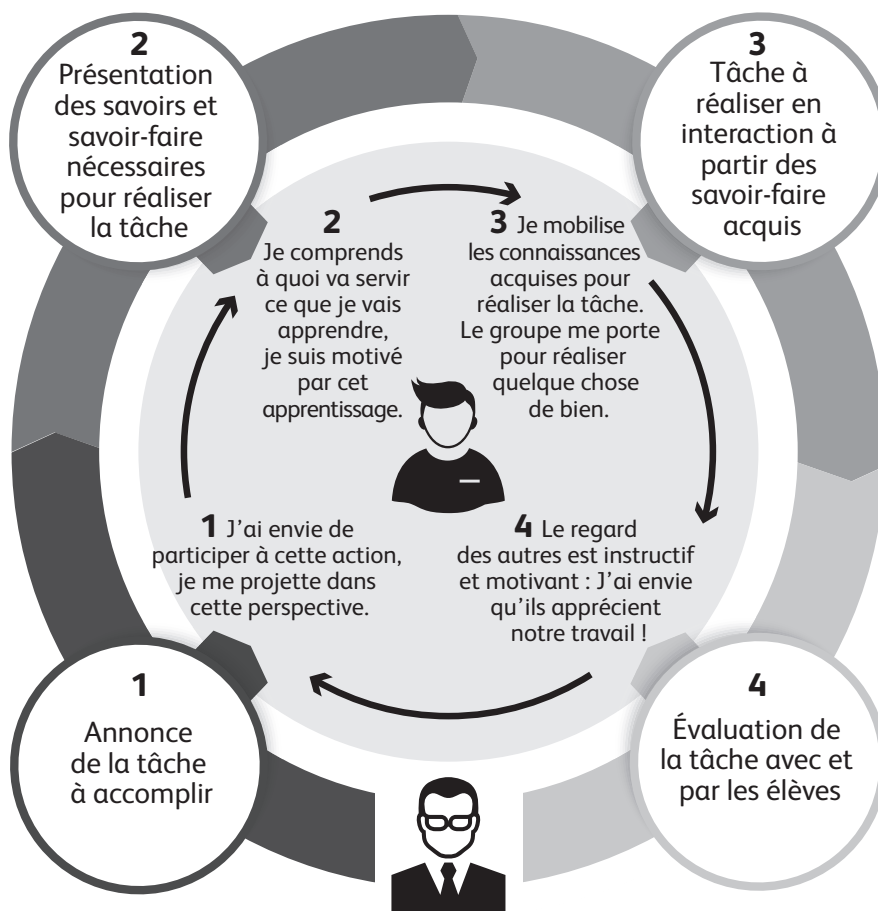 2
Présentation
des savoirs et
savoir-faire
nécessaires
pour réaliser
la tâche
3
Tâche à
réaliser en
interaction à
partir des
savoir-faire
acquis
2
Je comprends
à quoi va servir
ce que je vais
apprendre,
je suis motivé
par cet
apprentissage.
3 Je mobilise
les connaissances
acquises pour
réaliser la tâche.
Le groupe me porte
pour réaliser
quelque chose
de bien.
1 J’ai envie de
participer à cette action,
je me projette dans
cette perspective.
4 Le regard
des autres est instructif
et motivant : J’ai envie
qu’ils apprécient
notre travail !
1
Annonce
de la tâche
à accomplir
4
Évaluation de
la tâche avec et
par les élèves